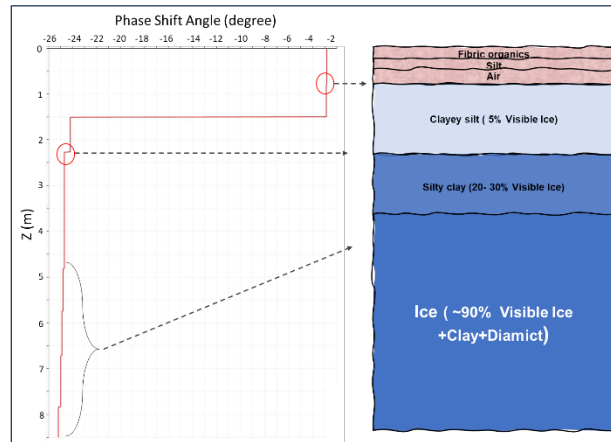 Phase Shift Angle (degree)
-26 -24 -22 -20 -18 -16 -14 -12 -10 -8 -6 -4 -2
0
1
2
3
4
5
6
7
8
Z (m)
Fibric organics
Silt
Air
Clayey silt ( 5% Visible Ice)
Silty clay (20- 30% Visible Ice)
Ice ( ~90% Visible Ice
+Clay+Diamict)